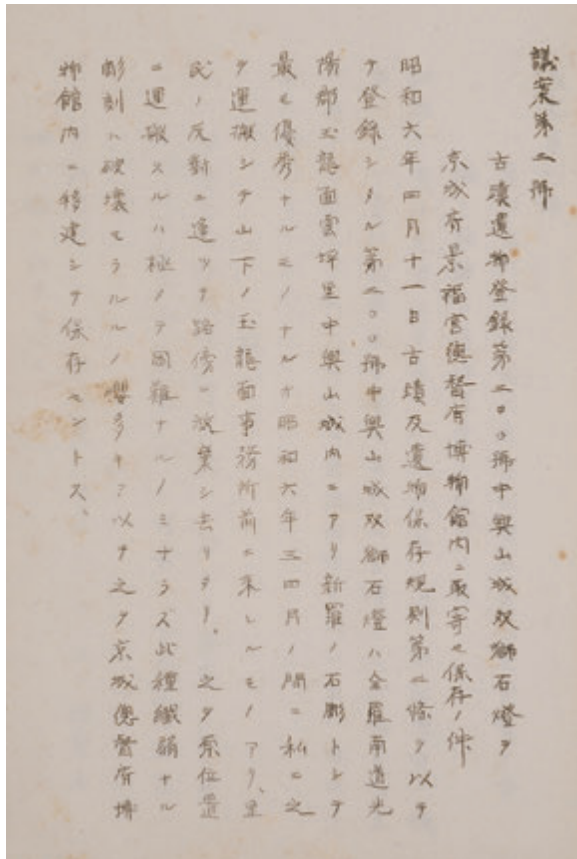 議案第二號
古墳遺物登錄第二〇〇號中興山城双獅石燈ヲ
京城府景福宮總督府博物館內ニ取寄セ保存ノ件
昭和六年四月十一日古墳及遺物保存規則第二條ヲ以テ
登錄シタル第二〇〇號中興山城双獅石燈ハ全羅南道光
陽郡玉龍面雲坪里中興山城內ニアリ新羅ノ石彫トシテ
最モ優秀ナルモノナルガ昭和六年三四月ノ間ニ私ニ之
ヲ運搬シテ山下ノ玉龍面事務所前ニ來レルモノアリ、里
民ノ反對ニ逢ツテ路傍ニ放棄シ去リタリ、之ヲ原位置
ニ運搬スルハ極メテ困難ナルノミナラズ此種纖弱ナル
彫刻ハ破壞セラルルノ憂多キヲ以テ之ヲ京城總督府博
物館內ニ移建シテ保存セントス、